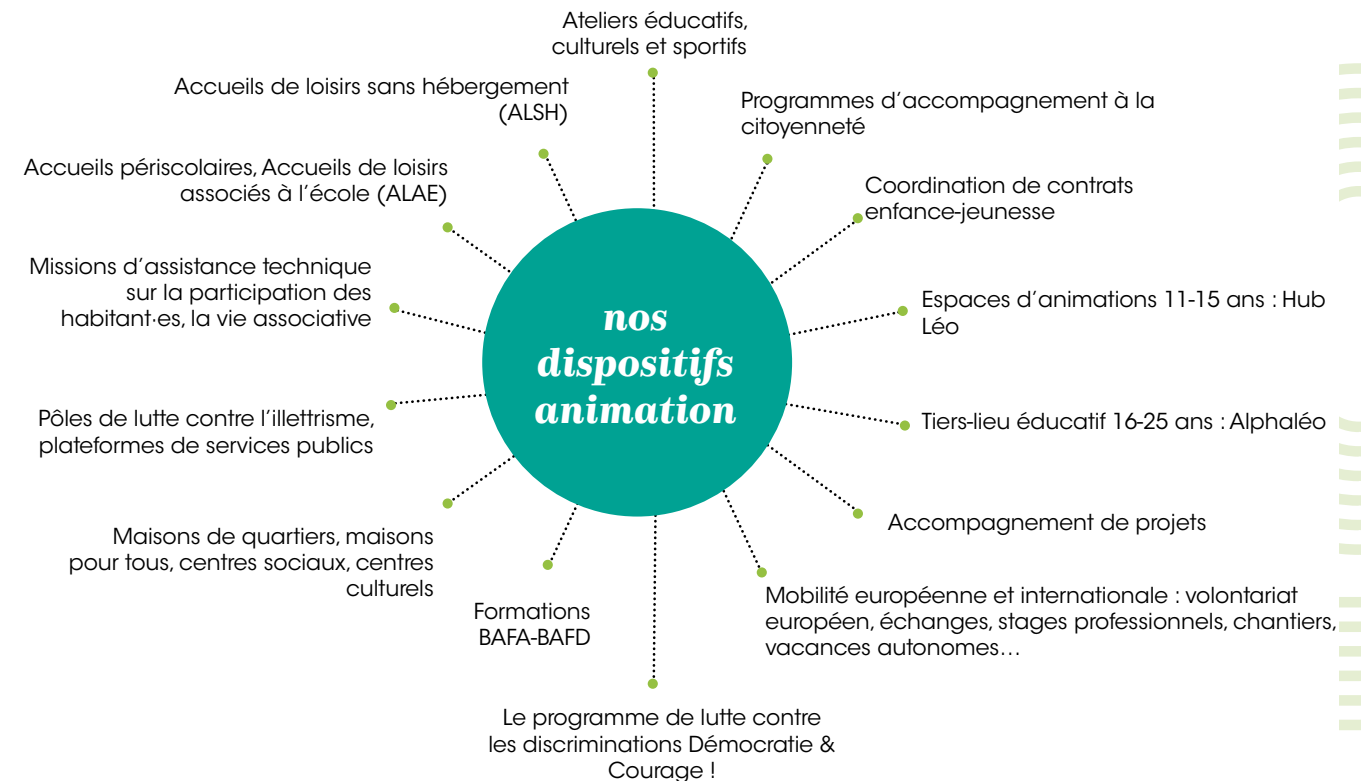 Ateliers éducatifs,
culturels et sportifs
Programmes d'accompagnement à la
citoyenneté
Coordination de contrats
enfance-jeunesse
Espaces d'animations 11-15 ans : Hub
Léo
Tiers-lieu éducatif 16-25 ans : Alphaléo
Accompagnement de projets
Mobilité européenne et internationale : volontariat
européen, échanges, stages professionnels, chantiers,
vacances autonomes…
Le programme de lutte contre
les discriminations Démocratie &
Courage !
Formations
BAFA-BAFD
Maisons de quartiers, maisons
pour tous, centres sociaux, centres
culturels
Pôles de lutte contre l'illettrisme,
plateformes de services publics
Missions d'assistance technique
sur la participation des
habitant·es, la vie associative
Accueils périscolaires, Accueils de loisirs
associés à l'école (ALAE)
Accueils de loisirs sans hébergement
(ALSH)
nos
dispositifs
animation